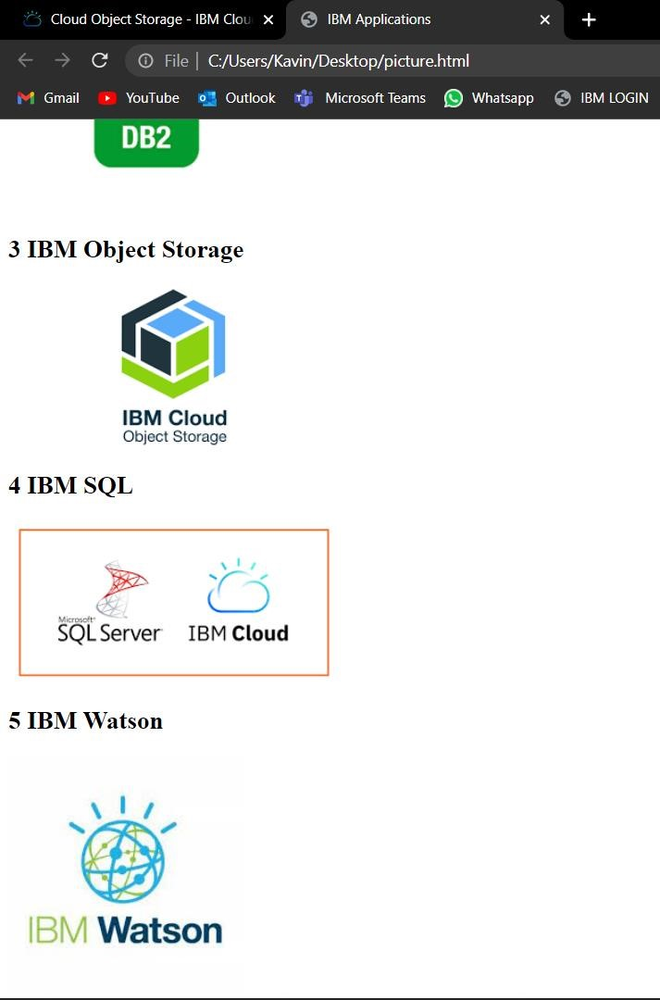 Cloud Object Storage - IBM Clou
IBM Applications
File | C:/Users/Kavin/Desktop/picture.html
Gmail YouTube Outlook Microsoft Teams Whatsapp IBM LOGIN
DB2
3 IBM Object Storage
IBM Cloud
Object Storage
4 IBM SQL
Microsoft®
SQL Server IBM Cloud
5 IBM Watson
IBM Watson